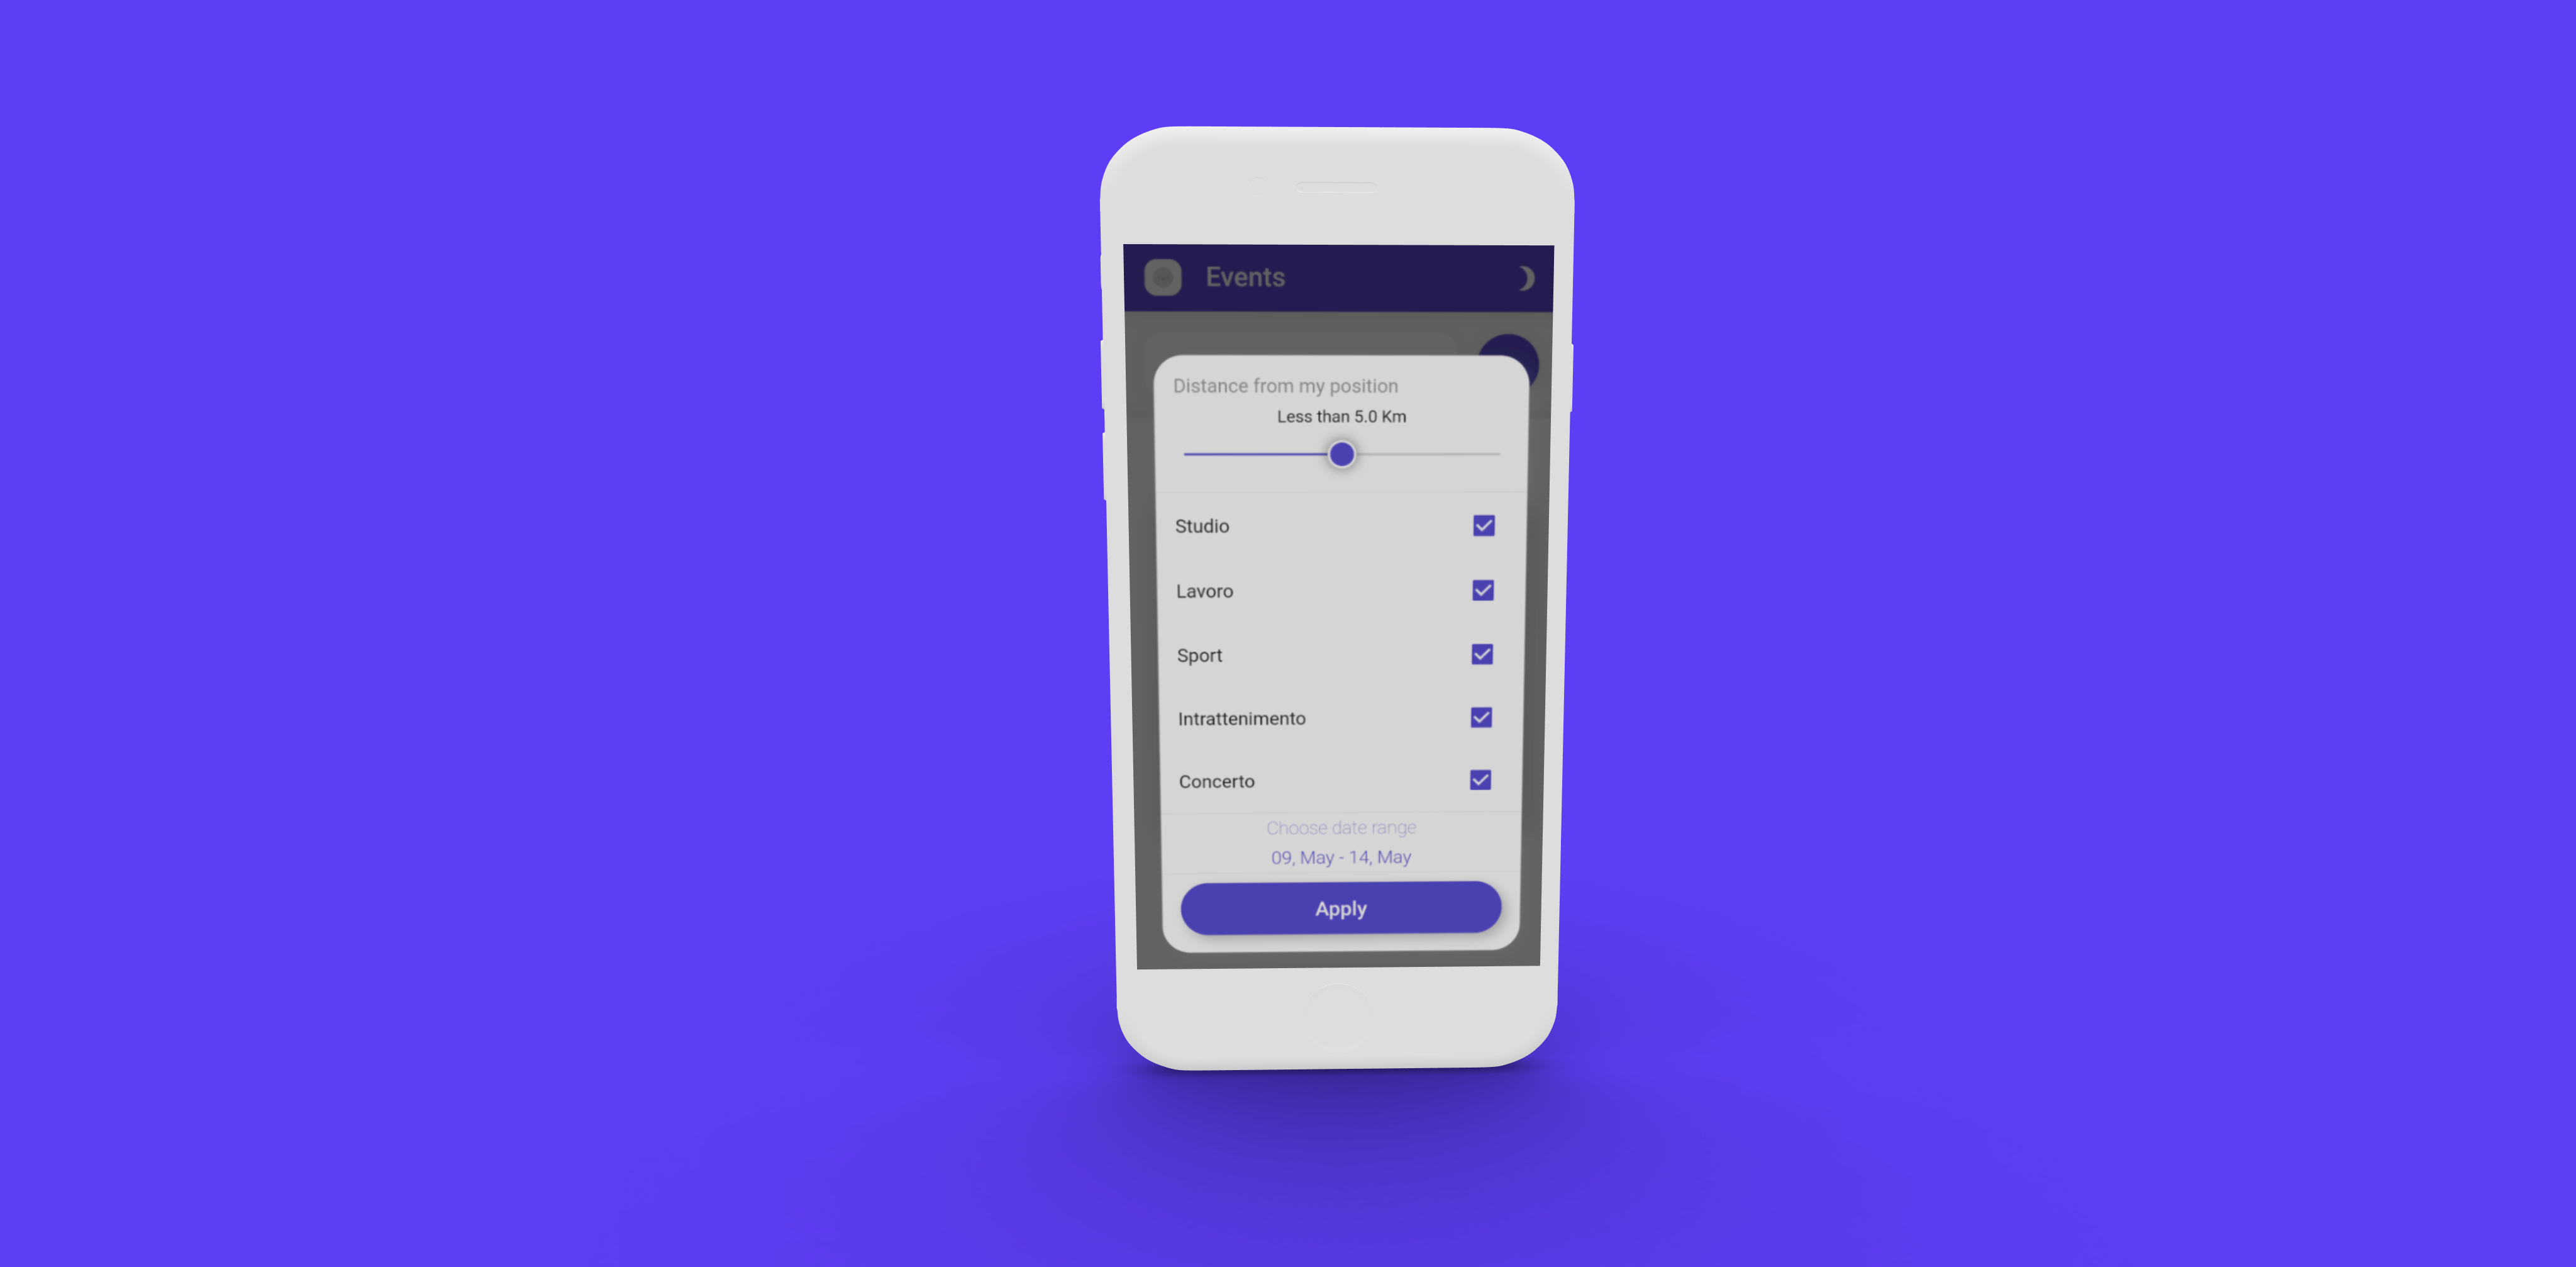 Events
Distance from my position
Less than 5.0 Km
Studio
Lavoro
Sport
Intrattenimento
Concerto
Choose date range
09, May - 14, May
Apply